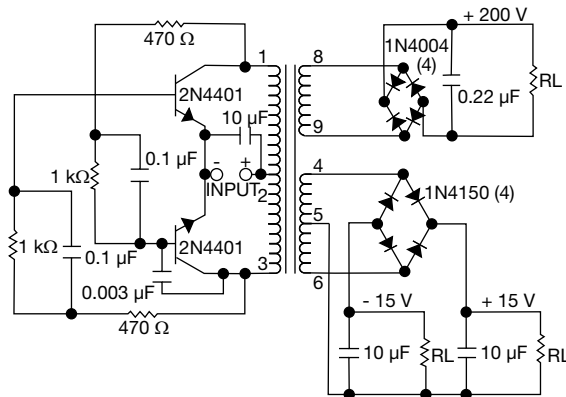 470 Ω
1
2N4401
10 µF
0.1 µF
1 kΩ
-
+
INPUT
2
2N4401
1 kΩ
0.1 µF
0.003 µF
3
470 Ω
8
1N4004
(4)
+ 200 V
0.22 µF
RL
9
4
1N4150 (4)
5
6
- 15 V
+ 15 V
10 µF
RL
10 µF
RL